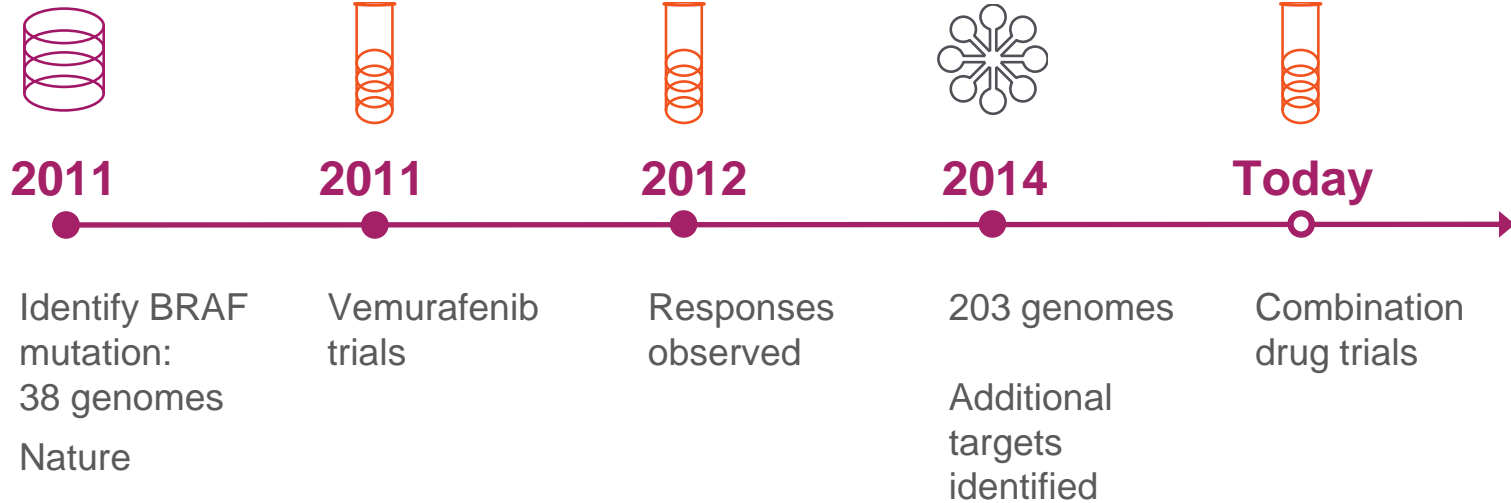 2011
2011
2012
2014
Today
Identify BRAF
mutation:
38 genomes
Nature
Vemurafenib
trials
Responses
observed
203 genomes
Additional
targets
identified
Combination
drug trials